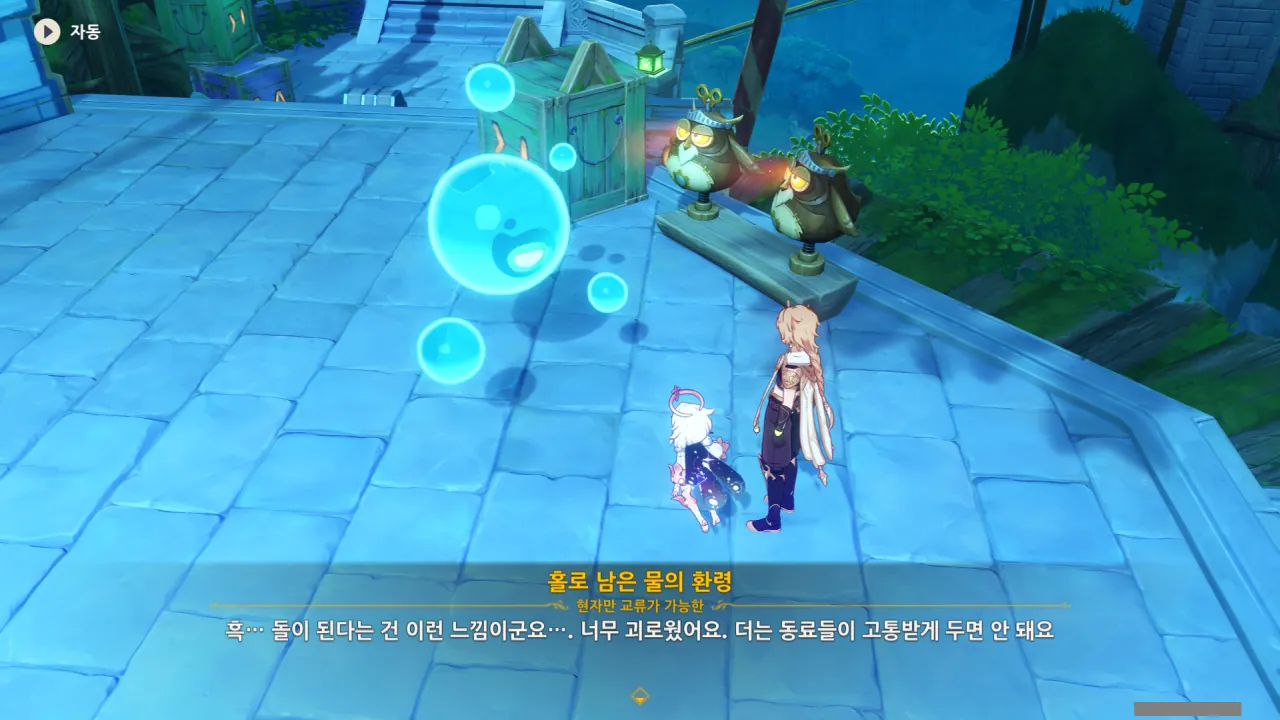 자동
홀로 남은 물의 환령
현자만 교류가 가능한
흑… 돌이 된다는 건 이런 느낌이군요…. 너무 괴로웠어요. 더는 동료들이 고통받게 두면 안 돼요